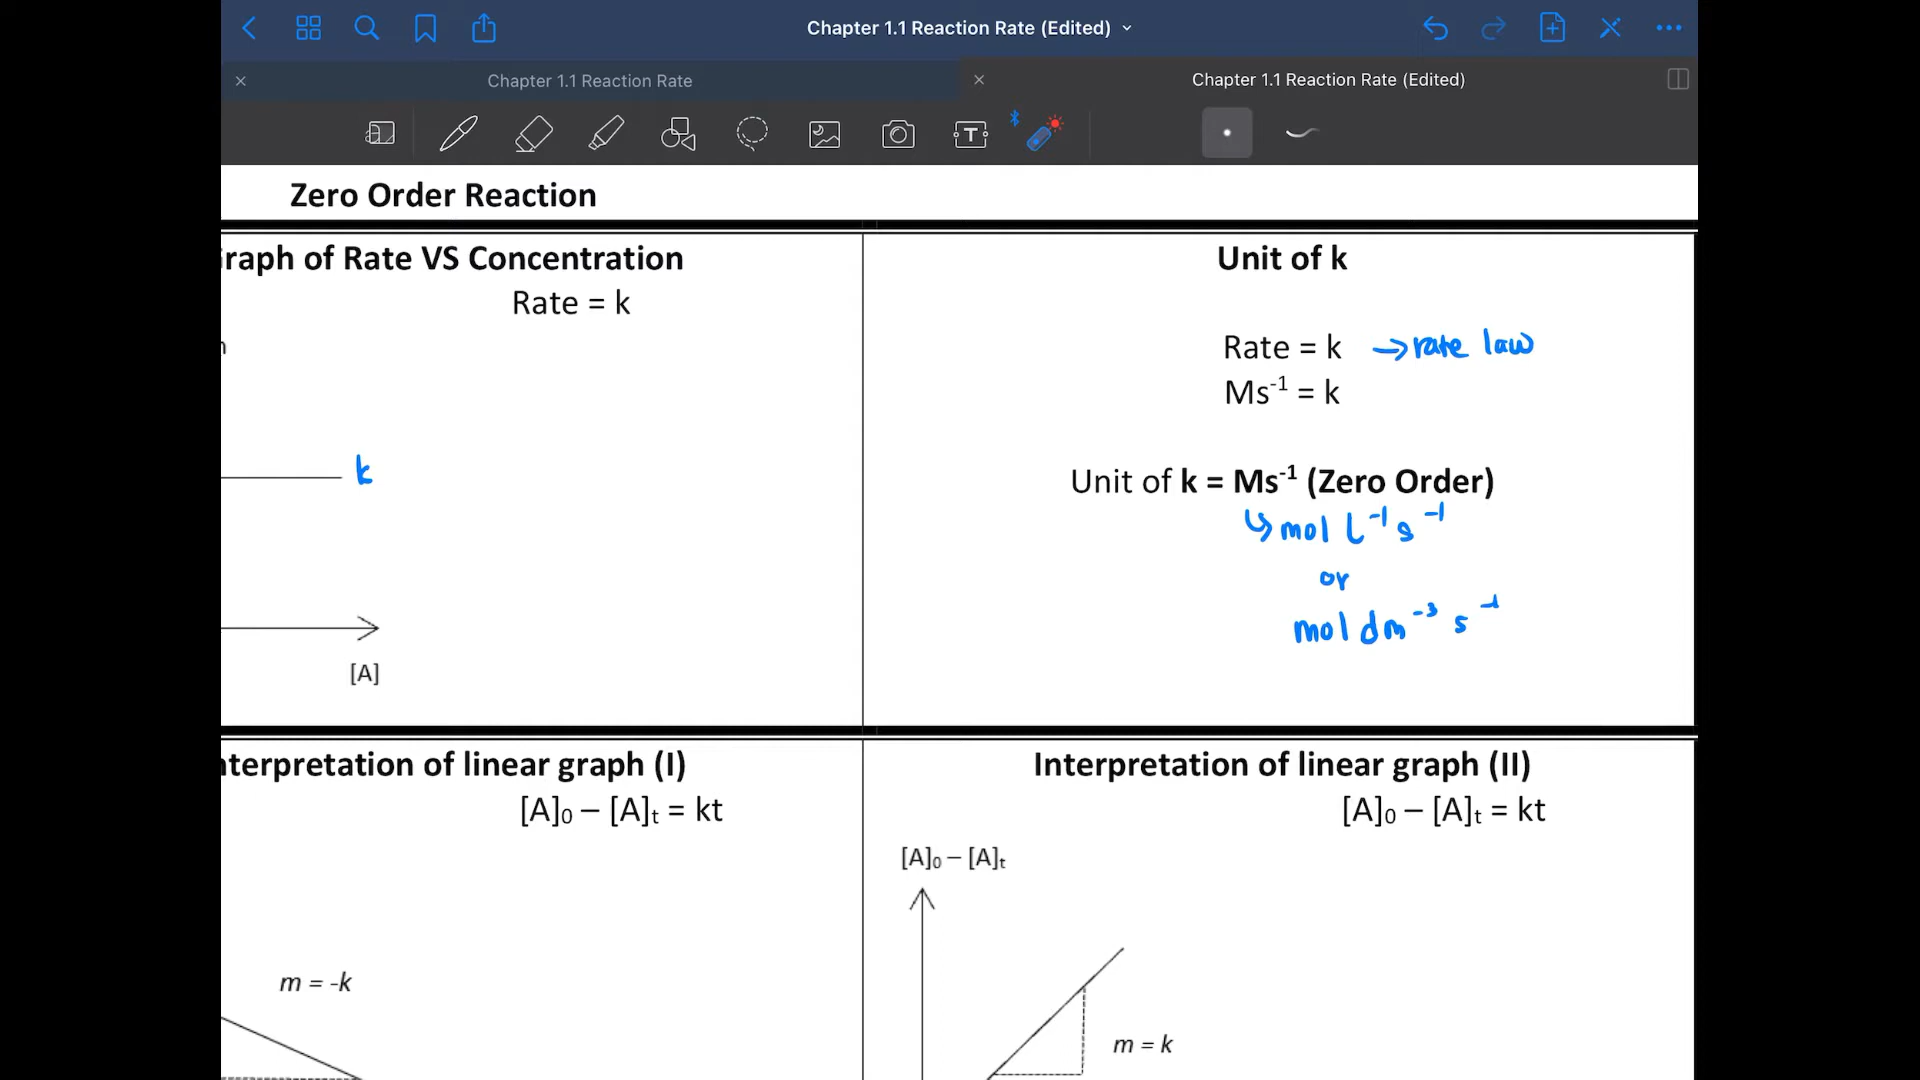 Chapter 1.1 Reaction Rate (Edited)
Chapter 1.1 Reaction Rate
Chapter 1.1 Reaction Rate (Edited)
Zero Order Reaction
raph of Rate VS Concentration
Rate = k
k
[A]
Unit of k
Rate = k → rate law
Ms⁻¹ = k
Unit of k = Ms⁻¹ (Zero Order)
↳ mol L⁻¹ s⁻¹
or
mol dm⁻³ s⁻¹
nterpretation of linear graph (I)
[A]₀ – [A]ₜ = kt
m = -k
Interpretation of linear graph (II)
[A]₀ – [A]ₜ = kt
[A]₀ – [A]ₜ
m = k